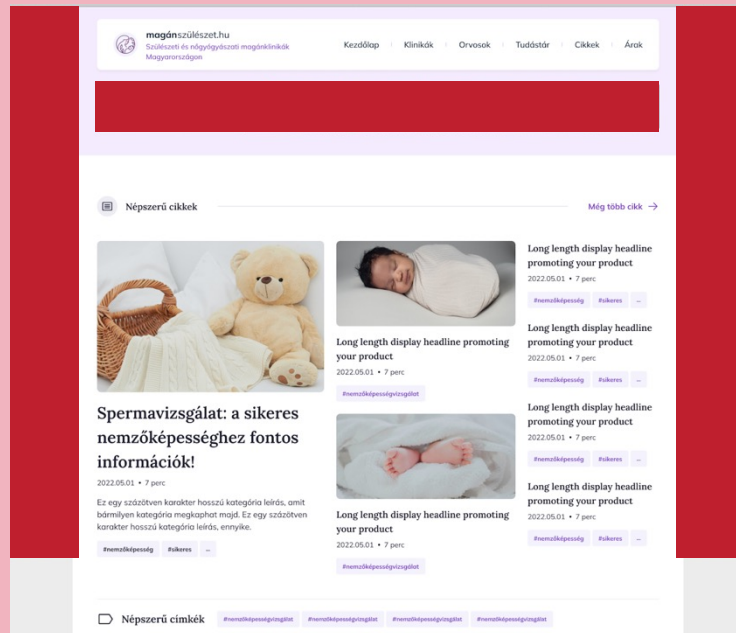 magánszülészet.hu
Szülészeti és nőgyógyászati magánklinikák
Magyarországon
Kezdőlap
Klinikák
Orvosok
Tudástár
Cikkek
Árak
Népszerű cikkek
Még több cikk
Spermavizsgálat: a sikeres
nemzőképességhez fontos
információk!
2022.05.01 • 7 perc
Ez egy százötven karakter hosszú kategória leírás, amit
bármilyen kategória megkaphat majd. Ez egy százötven
karakter hosszú kategória leírás, ennyike.
#nemzőképesség #sikeres ...
Long length display headline promoting
your product
2022.05.01 • 7 perc
#nemzőképességvizsgálat
Long length display headline promoting
your product
2022.05.01 • 7 perc
#nemzőképességvizsgálat
Long length display headline
promoting your product
2022.05.01 • 7 perc
#nemzőképesség #sikeres ...
Long length display headline
promoting your product
2022.05.01 • 7 perc
#nemzőképesség #sikeres ...
Long length display headline
promoting your product
2022.05.01 • 7 perc
#nemzőképesség #sikeres ...
Long length display headline
promoting your product
2022.05.01 • 7 perc
#nemzőképesség #sikeres ...
Népszerű címkék
#nemzőképességvizsgálat #nemzőképességvizsgálat #nemzőképességvizsgálat #nemzőképességvizsgálat